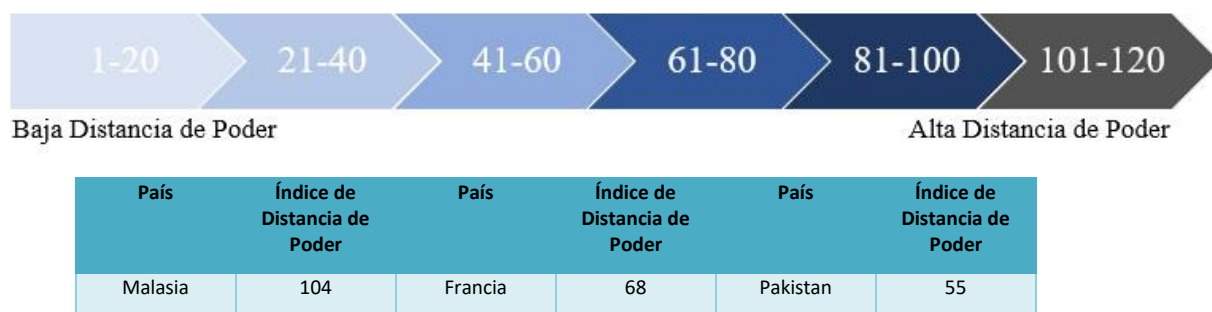 1-20 21-40 41-60 61-80 81-100 101-120
Baja Distancia de Poder Alta Distancia de Poder
País Índice de Distancia de Poder País Índice de Distancia de Poder País Índice de Distancia de Poder
Malasia 104 Francia 68 Pakistan 55